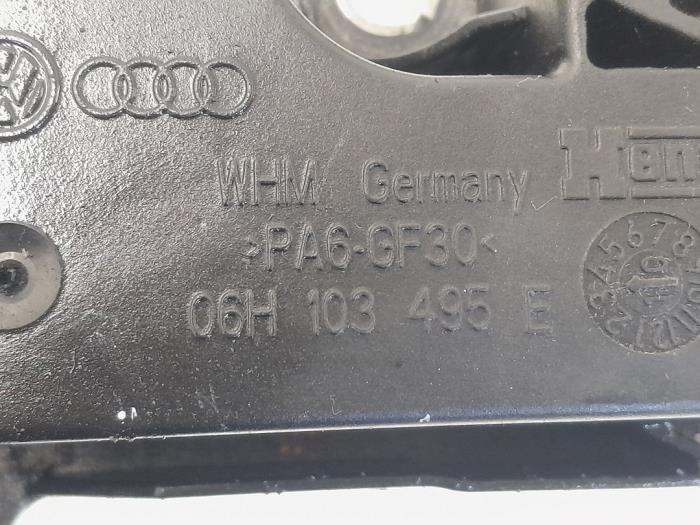 WHM Germany
>PA6-GF30<
06H 103 495 E